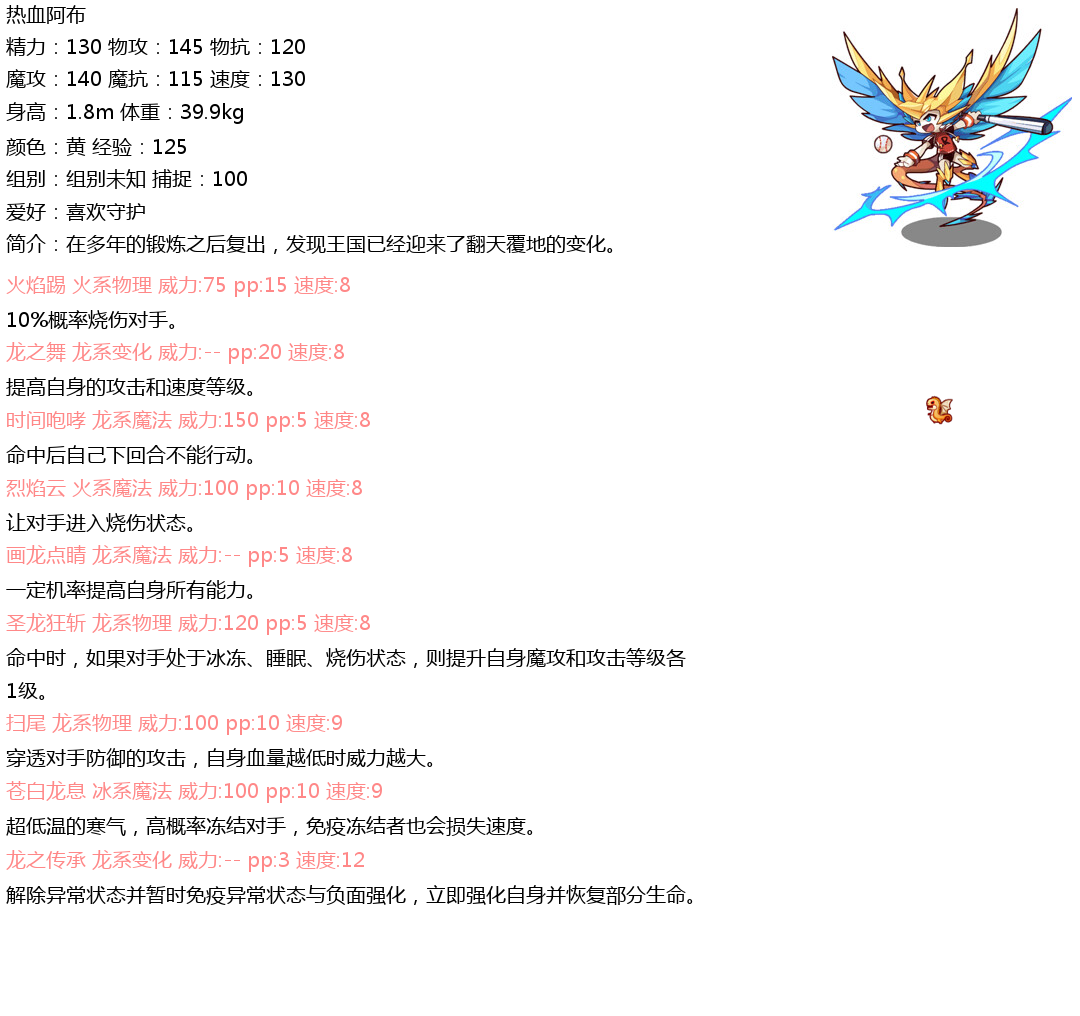 热血阿布
精力：130 物攻：145 物抗：120
魔攻：140 魔抗：115 速度：130
身高：1.8m 体重：39.9kg
颜色：黄 经验：125
组别：组别未知 捕捉：100
爱好：喜欢守护
简介：在多年的锻炼之后复出，发现王国已经迎来了翻天覆地的变化。
火焰踢 火系物理 威力:75 pp:15 速度:8
10%概率烧伤对手。
龙之舞 龙系变化 威力:-- pp:20 速度:8
提高自身的攻击和速度等级。
时间咆哮 龙系魔法 威力:150 pp:5 速度:8
命中后自己下回合不能行动。
烈焰云 火系魔法 威力:100 pp:10 速度:8
让对手进入烧伤状态。
画龙点睛 龙系魔法 威力:-- pp:5 速度:8
一定机率提高自身所有能力。
圣龙狂斩 龙系物理 威力:120 pp:5 速度:8
命中时，如果对手处于冰冻、睡眠、烧伤状态，则提升自身魔攻和攻击等级各
1级。
扫尾 龙系物理 威力:100 pp:10 速度:9
穿透对手防御的攻击，自身血量越低时威力越大。
苍白龙息 冰系魔法 威力:100 pp:10 速度:9
超低温的寒气，高概率冻结对手，免疫冻结者也会损失速度。
龙之传承 龙系变化 威力:-- pp:3 速度:12
解除异常状态并暂时免疫异常状态与负面强化，立即强化自身并恢复部分生命。